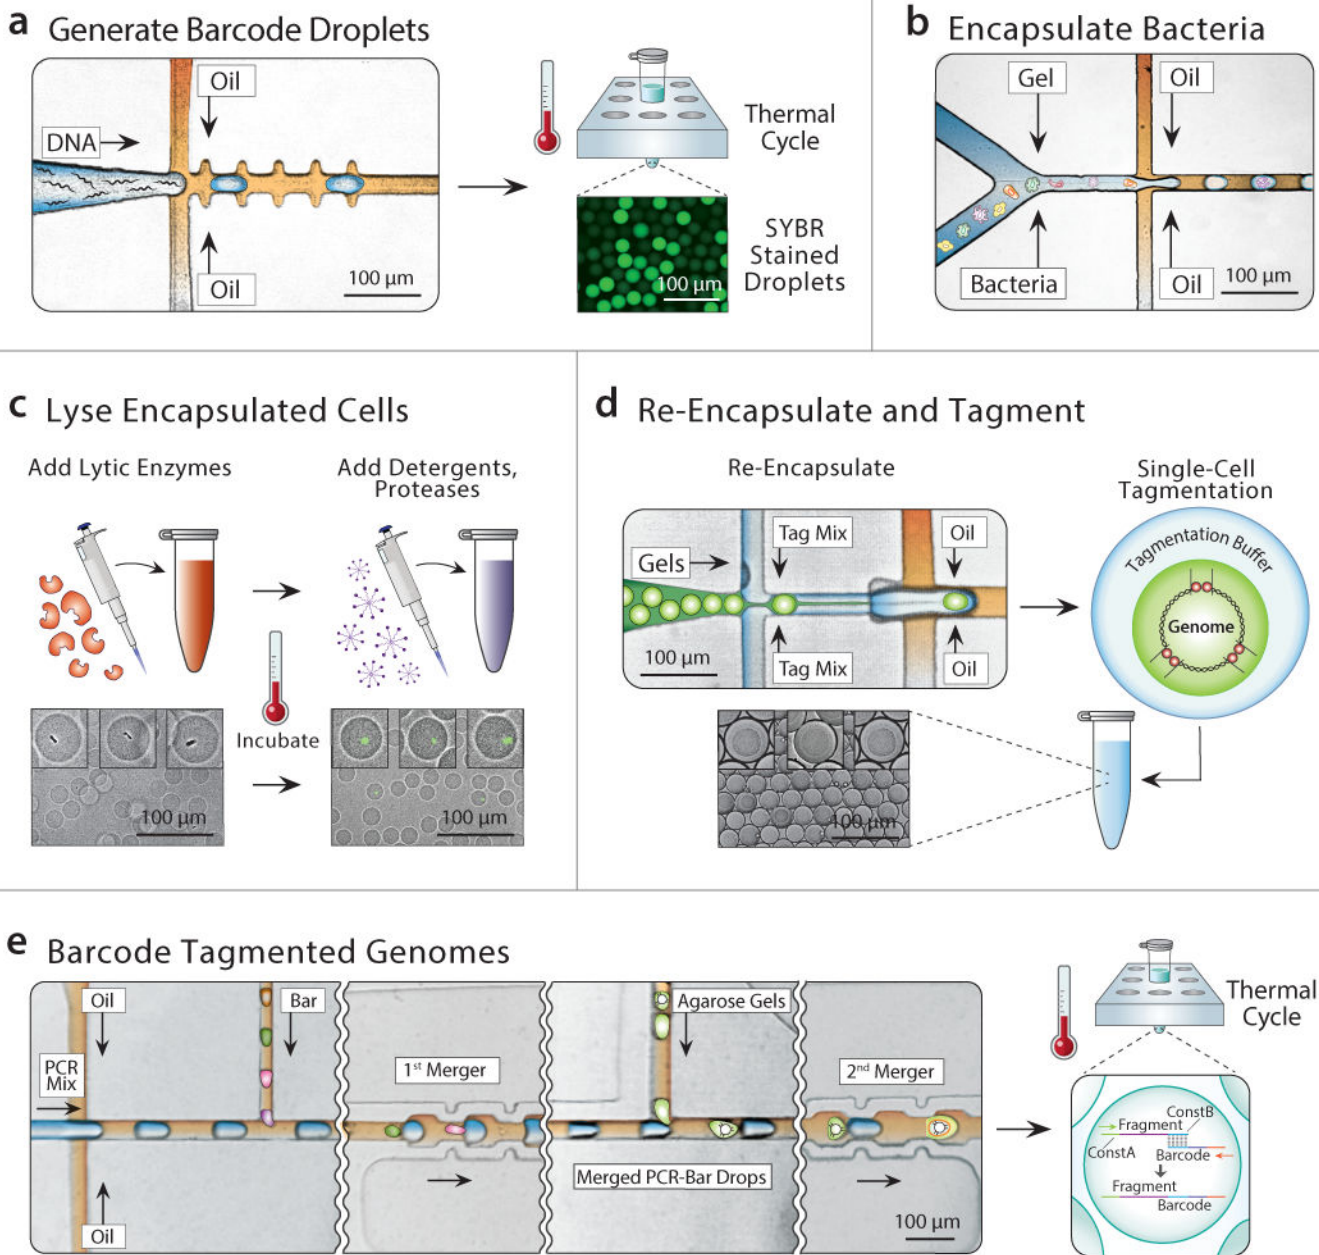 a Generate Barcode Droplets
Oil
DNA
Oil
100 μm
Thermal
Cycle
SYBR
Stained
Droplets
100 μm
b Encapsulate Bacteria
Gel
Oil
Bacteria
Oil
100 μm
c Lyse Encapsulated Cells
Add Lytic Enzymes
Add Detergents,
Proteases
Incubate
100 μm
100 μm
d Re-Encapsulate and Tagment
Re-Encapsulate
Tag Mix
Oil
Gels
100 μm
Tag Mix
Oil
Single-Cell
Tagmentation
Tagmentation Buffer
Genome
100 μm
e Barcode Tagmented Genomes
Oil
Bar
PCR
Mix
Oil
1st Merger
Agarose Gels
Merged PCR-Bar Drops
2nd Merger
100 μm
Thermal
Cycle
ConstB
Fragment
ConstA
Barcode
Fragment
Barcode